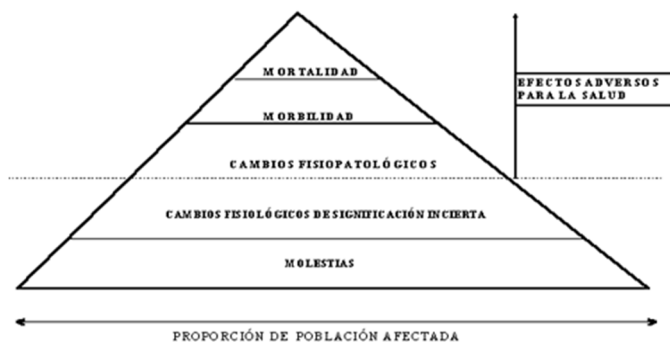 MORTALIDAD
EFECTOS ADVERSOS
PARA LA SALUD
MORBILIDAD
CAMBIOS FISIOPATOLÓGICOS
CAMBIOS FISIOLÓGICOS DE SIGNIFICACIÓN INCIERTA
MOLESTIAS
PROPORCIÓN DE POBLACIÓN AFECTADA